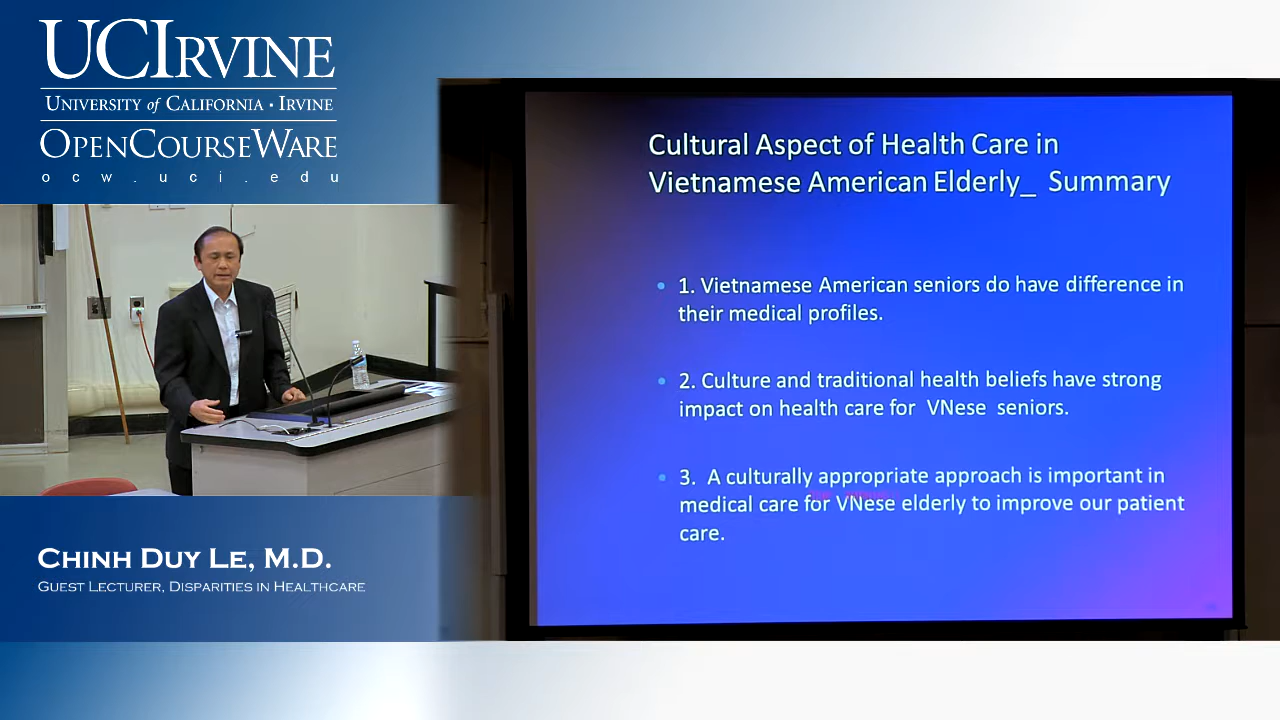 UCIRVINE
UNIVERSITY of CALIFORNIA · IRVINE
OPENCOURSEWARE
ocw.uci.edu
Cultural Aspect of Health Care in
Vietnamese American Elderly_ Summary
• 1. Vietnamese American seniors do have difference in
their medical profiles.
• 2. Culture and traditional health beliefs have strong
impact on health care for VNese seniors.
• 3. A culturally appropriate approach is important in
medical care for VNese elderly to improve our patient
care.
CHINH DUY LE, M.D.
GUEST LECTURER, DISPARITIES IN HEALTHCARE